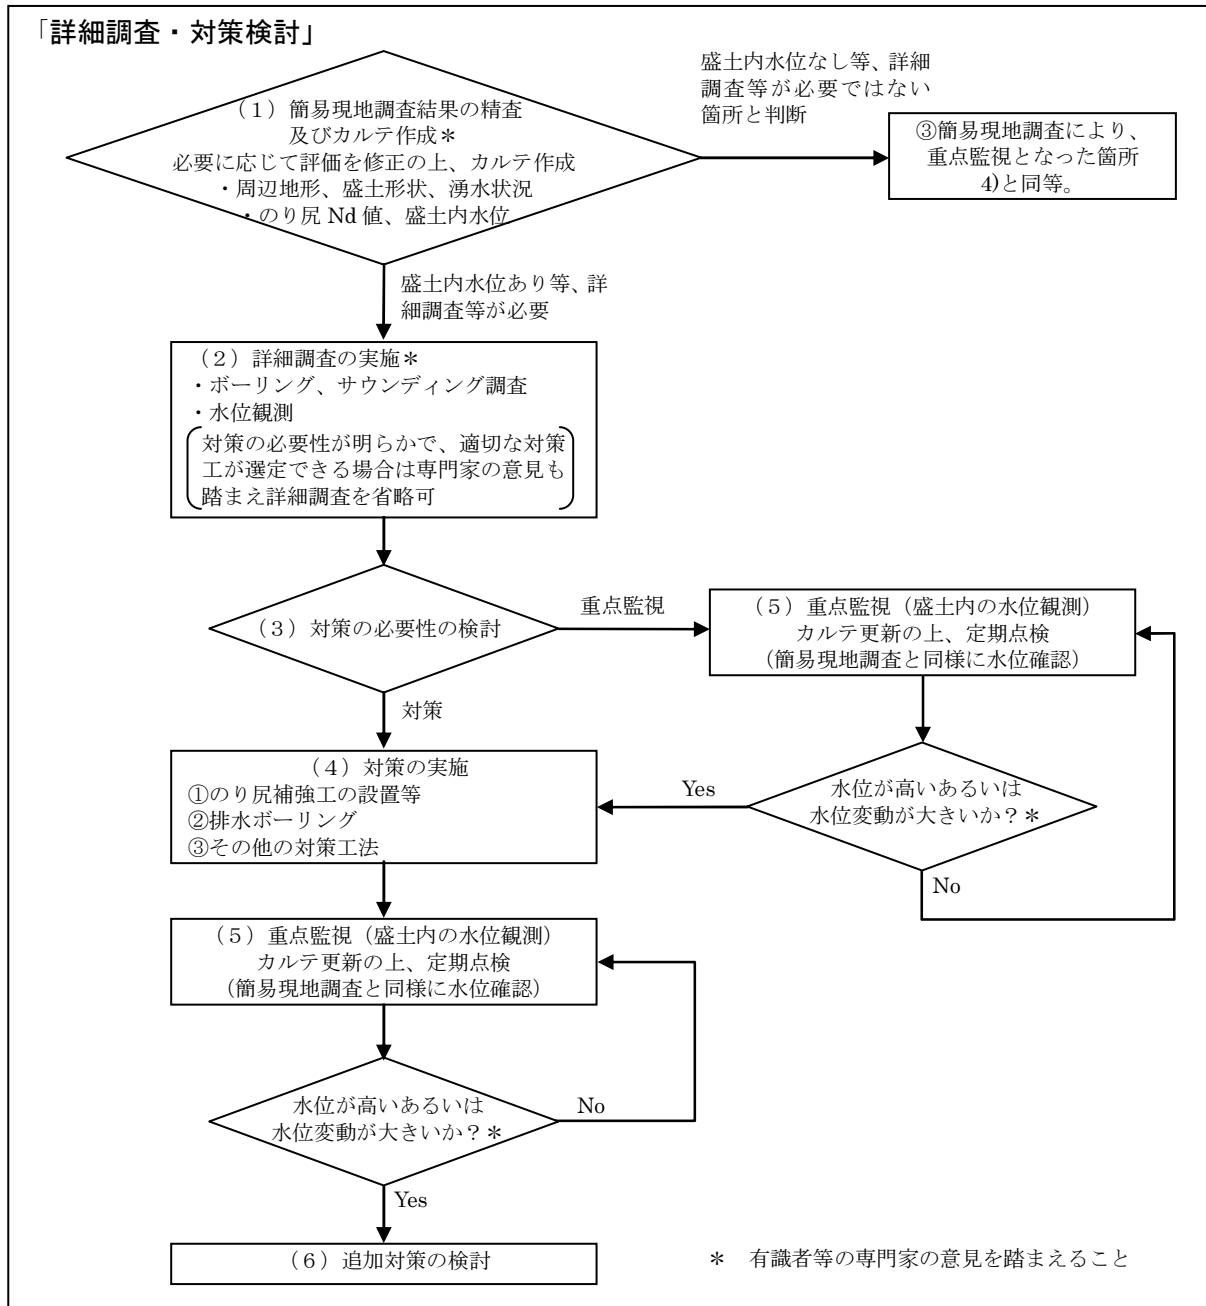 「詳細調査・対策検討」
盛土内水位なし等、詳細
調査等が必要ではない
箇所と判断
（１）簡易現地調査結果の精査
及びカルテ作成＊
必要に応じて評価を修正の上、カルテ作成
・周辺地形、盛土形状、湧水状況
・のり尻 Nd 値、盛土内水位
③簡易現地調査により、
重点監視となった箇所
4)と同等。
盛土内水位あり等、詳
細調査等が必要
（２）詳細調査の実施＊
・ボーリング、サウンディング調査
・水位観測
対策の必要性が明らかで、適切な対策
工が選定できる場合は専門家の意見も
踏まえ詳細調査を省略可
（３）対策の必要性の検討
重点監視
（５）重点監視（盛土内の水位観測）
カルテ更新の上、定期点検
（簡易現地調査と同様に水位確認）
対策
（４）対策の実施
①のり尻補強工の設置等
②排水ボーリング
③その他の対策工法
Yes
水位が高いあるいは
水位変動が大きいか？＊
No
（５）重点監視（盛土内の水位観測）
カルテ更新の上、定期点検
（簡易現地調査と同様に水位確認）
水位が高いあるいは
水位変動が大きいか？＊
No
Yes
（６）追加対策の検討
＊　有識者等の専門家の意見を踏まえること